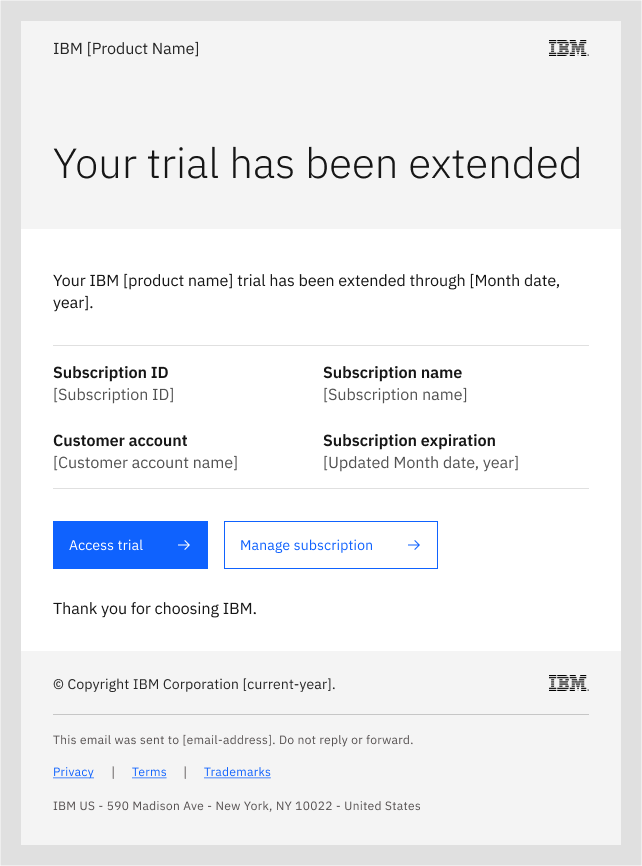 IBM [Product Name]
IBM
Your trial has been extended
Your IBM [product name] trial has been extended through [Month date,
year].
Subscription ID
[Subscription ID]
Subscription name
[Subscription name]
Customer account
[Customer account name]
Subscription expiration
[Updated Month date, year]
Access trial →
Manage subscription →
Thank you for choosing IBM.
© Copyright IBM Corporation [current-year].
IBM
This email was sent to [email-address]. Do not reply or forward.
Privacy | Terms | Trademarks
IBM US - 590 Madison Ave - New York, NY 10022 - United States